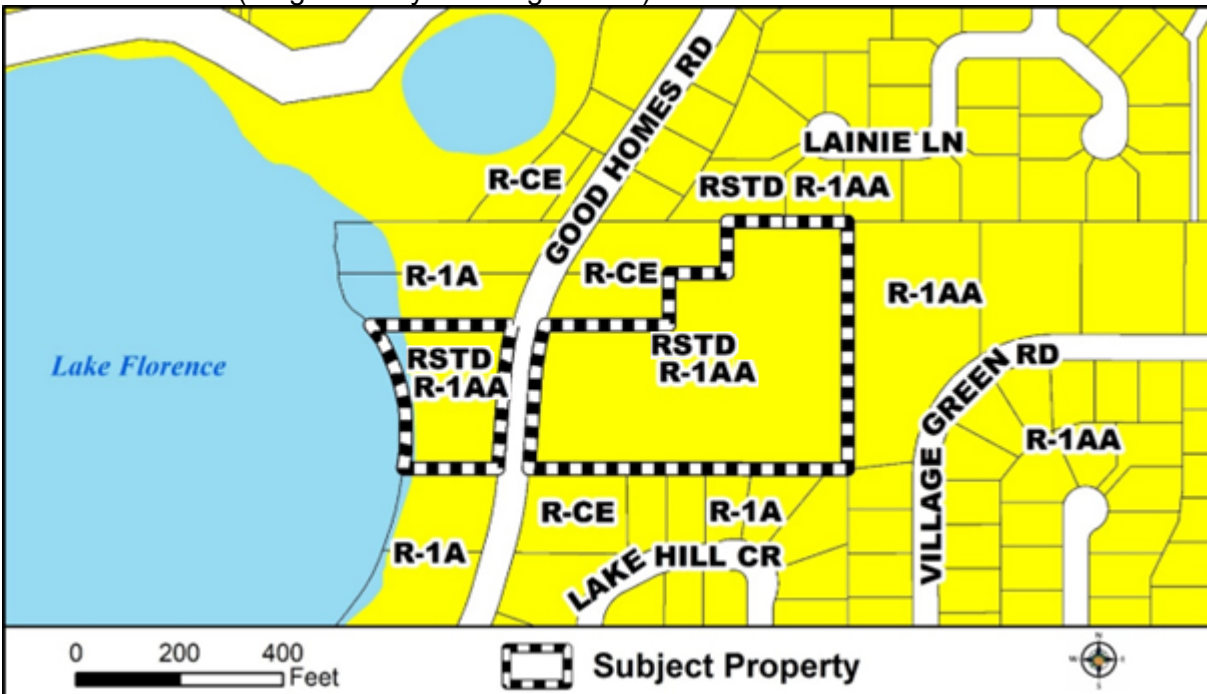 GOOD HOMES RD
LAINIE LN
R-CE
RSTD R-1AA
R-1A
R-CE
R-1AA
RSTD
R-1AA
RSTD
R-1AA
Lake Florence
VILLAGE GREEN RD
R-1AA
R-CE
R-1A
R-1A
LAKE HILL CR
0 200 400
Feet
Subject Property
N